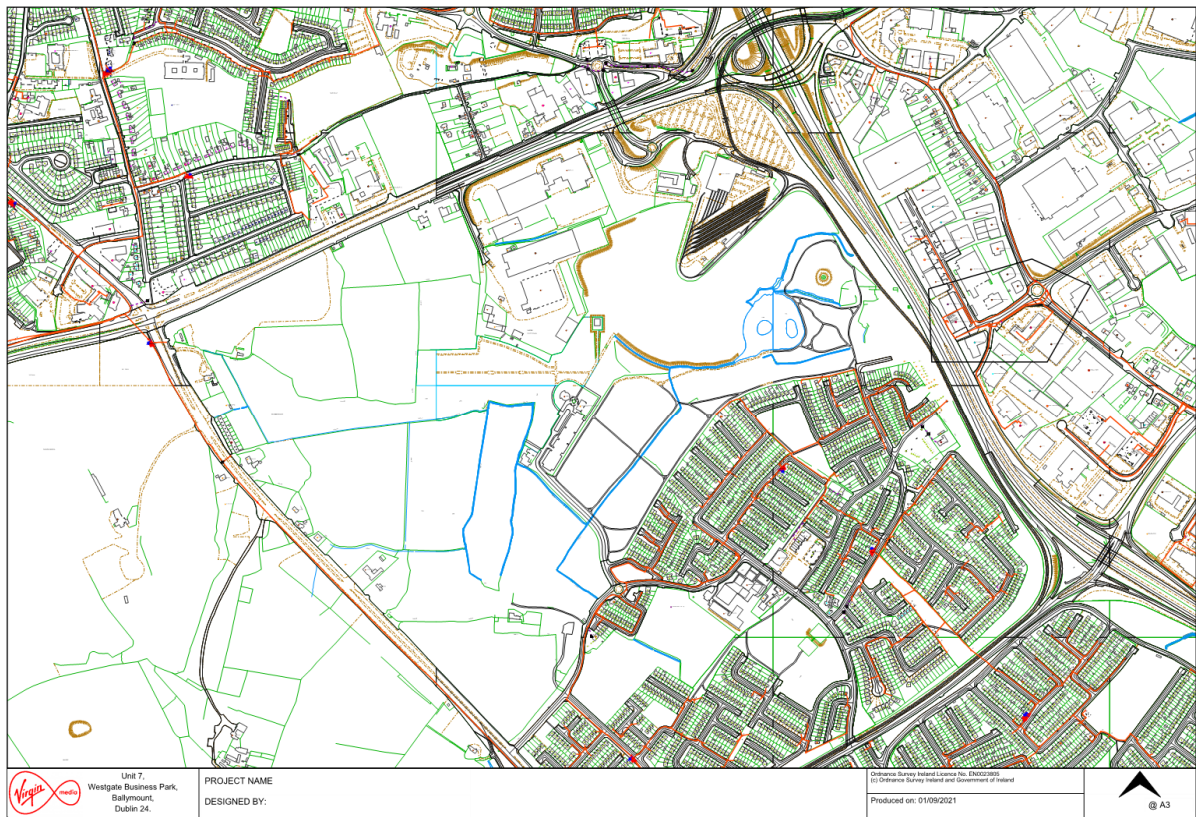 Virgin media
Unit 7,
Westgate Business Park,
Ballymount,
Dublin 24.
PROJECT NAME
DESIGNED BY:
Ordnance Survey Ireland Licence No. EN0023805
(c) Ordnance Survey Ireland and Government of Ireland
Produced on: 01/09/2021
@ A3